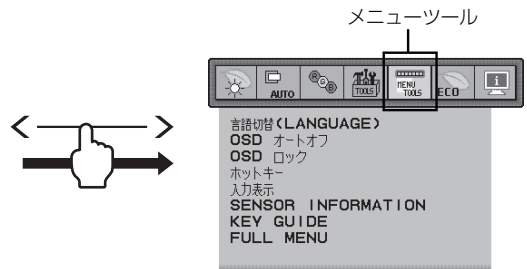 メニューツール
AUTO
R G B
TOOLS
MENU TOOLS
ECO
i
言語切替(LANGUAGE)
OSD オートオフ
OSD ロック
ホットキー
入力表示
SENSOR INFORMATION
KEY GUIDE
FULL MENU